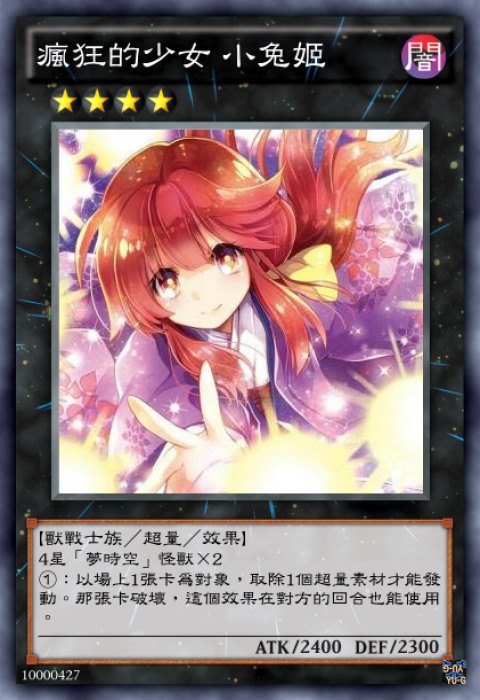 瘋狂的少女 小兔姬
闇
【獸戰士族／超量／效果】
4星「夢時空」怪獸×2
①：以場上1張卡為對象，取除1個超量素材才能發
動。那張卡破壞，這個效果在對方的回合也能使用
。
ATK/2400 DEF/2300
10000427